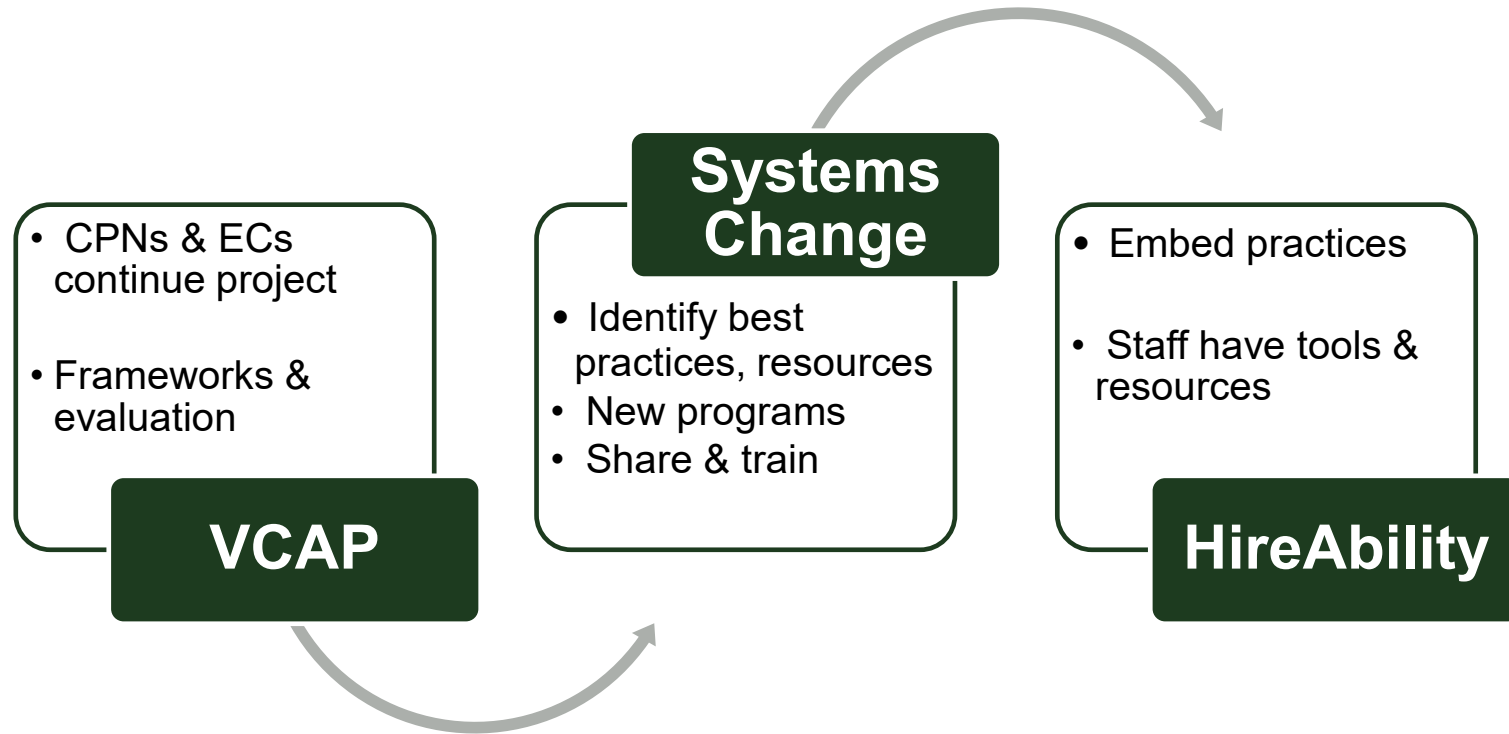 • CPNs & ECs
continue project
• Frameworks &
evaluation
VCAP
Systems
Change
• Identify best
practices, resources
• New programs
• Share & train
• Embed practices
• Staff have tools &
resources
HireAbility